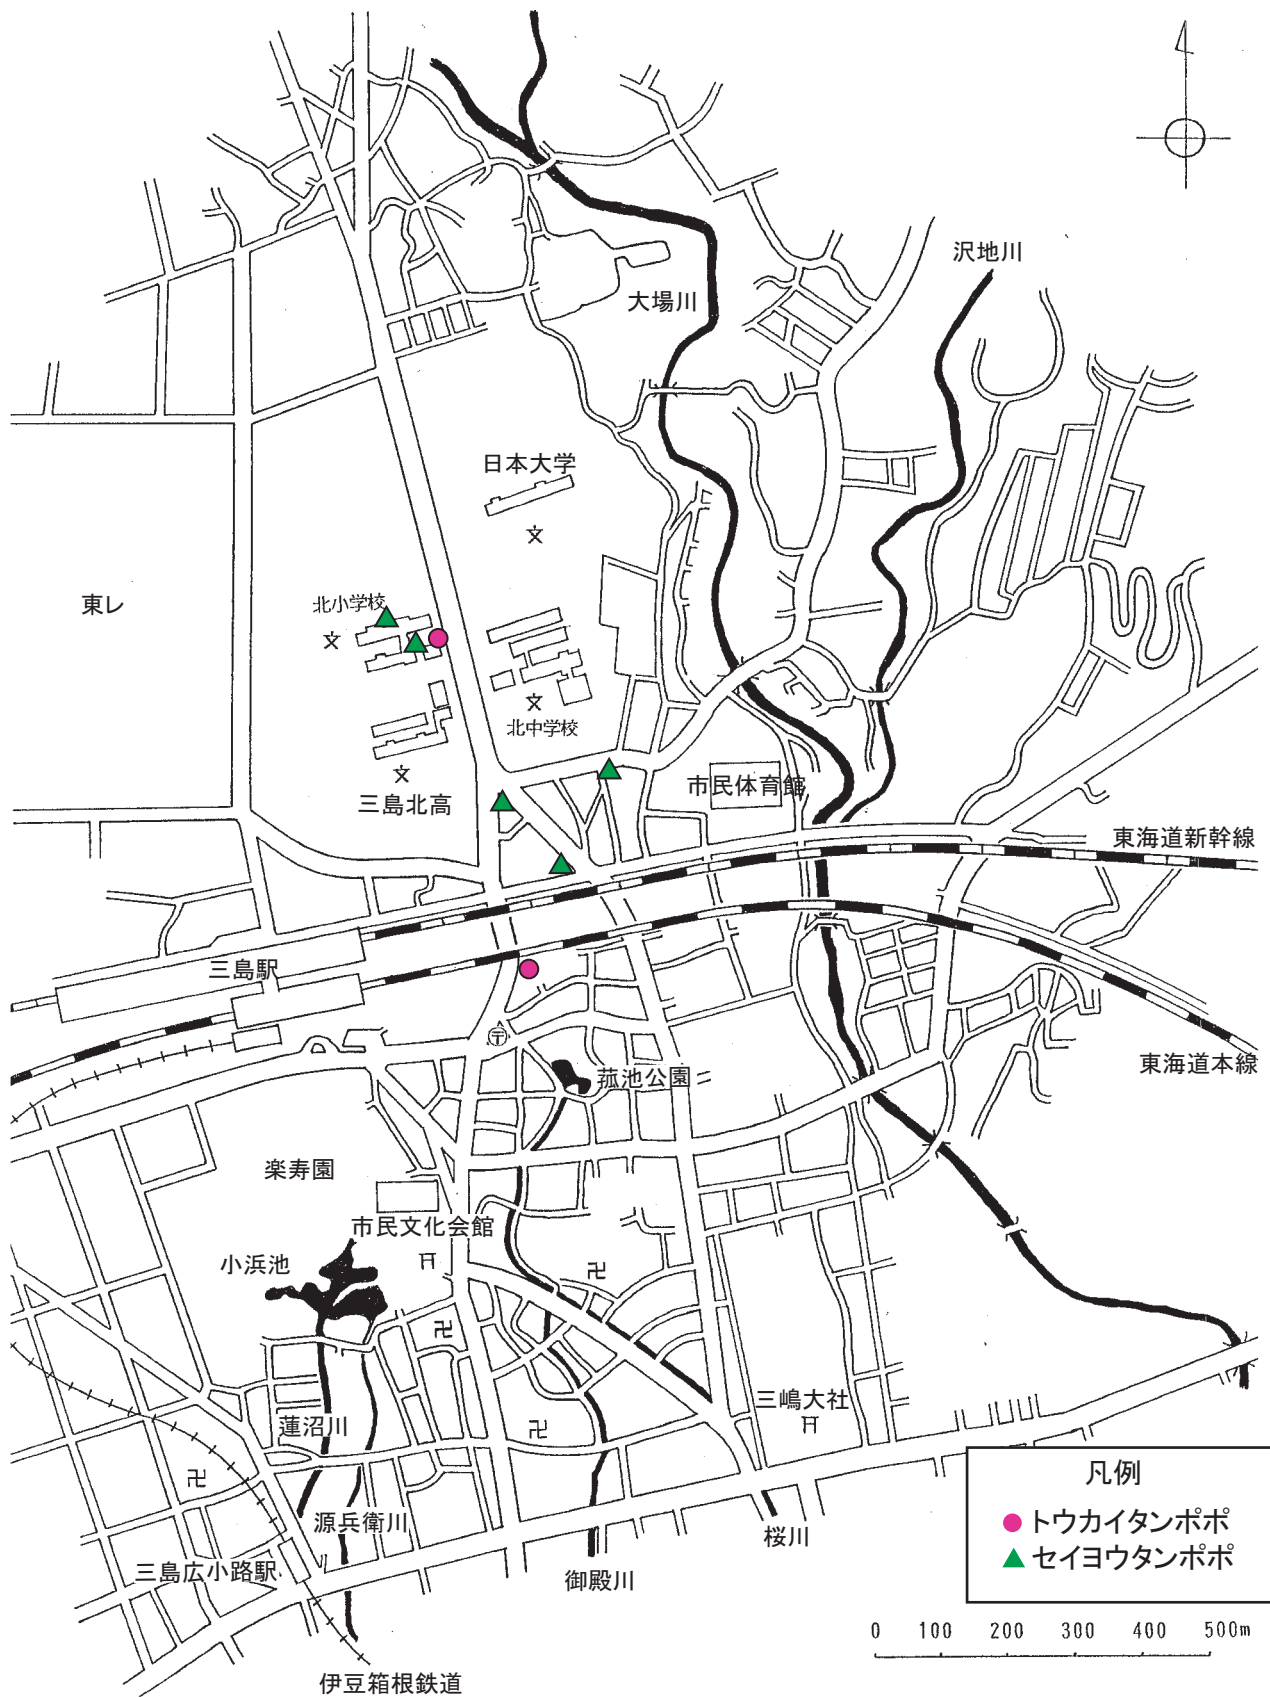 沢地川
大場川
日本大学
東レ
北小学校
北中学校
市民体育館
三島北高
東海道新幹線
三島駅
東海道本線
菰池公園
楽寿園
市民文化会館
小浜池
三嶋大社
蓮沼川
凡例
トウカイタンポポ
セイヨウタンポポ
源兵衛川
桜川
三島広小路駅
御殿川
0 100 200 300 400 500m
伊豆箱根鉄道